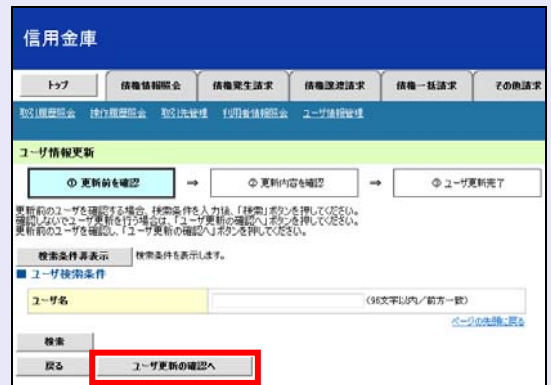 信用金庫
トップ 債権情報照会 債権発生請求 債権譲渡請求 債権一括請求 その他請求
取引履歴照会 操作履歴照会 取引先管理 利用者情報照会 ユーザ情報管理
ユーザ情報更新
① 更新前を確認 ⇒ ② 更新内容を確認 ⇒ ③ ユーザ更新完了
更新前のユーザを確認する場合、検索条件を入力後、「検索」ボタンを押してください。
確認しないでユーザ更新を行う場合は、「ユーザ更新の確認へ」ボタンを押してください。
更新前のユーザを確認し、「ユーザ更新の確認へ」ボタンを押してください。
検索条件非表示 検索条件を表示します。
■ ユーザ検索条件
ユーザ名 (96文字以内／前方一致)
ページの先頭に戻る
検索
戻る ユーザ更新の確認へ